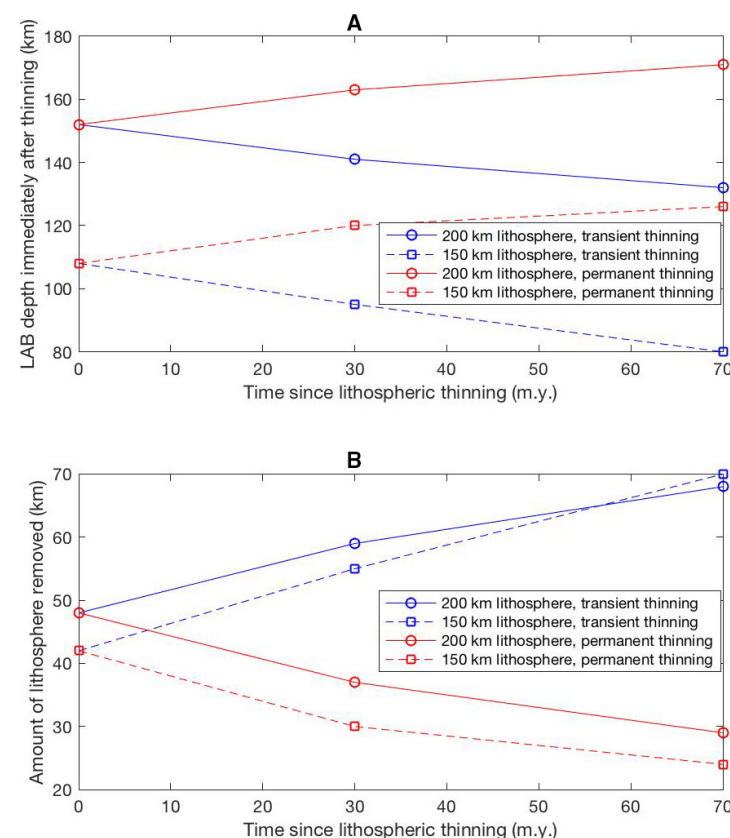 A
LAB depth immediately after thinning (km)
180
160
140
120
100
80
200 km lithosphere, transient thinning
150 km lithosphere, transient thinning
200 km lithosphere, permanent thinning
150 km lithosphere, permanent thinning
0 10 20 30 40 50 60 70
Time since lithospheric thinning (m.y.)
B
Amount of lithosphere removed (km)
70
60
50
40
30
20
200 km lithosphere, transient thinning
150 km lithosphere, transient thinning
200 km lithosphere, permanent thinning
150 km lithosphere, permanent thinning
0 10 20 30 40 50 60 70
Time since lithospheric thinning (m.y.)